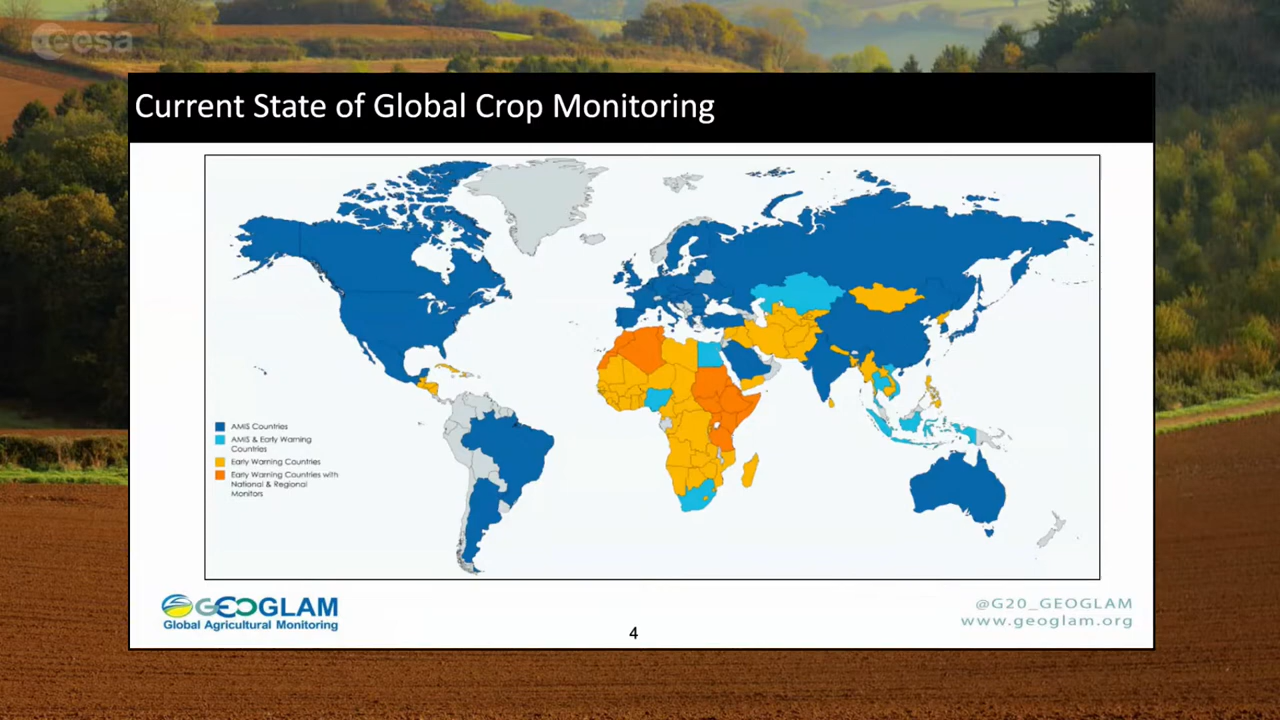 esa
Current State of Global Crop Monitoring
AMIS Countries
AMIS & Early Warning
Countries
Early Warning Countries
Early Warning Countries with
National & Regional
Monitors
GEOGLAM
Global Agricultural Monitoring
4
@G20_GEOGLAM
www.geoglam.org